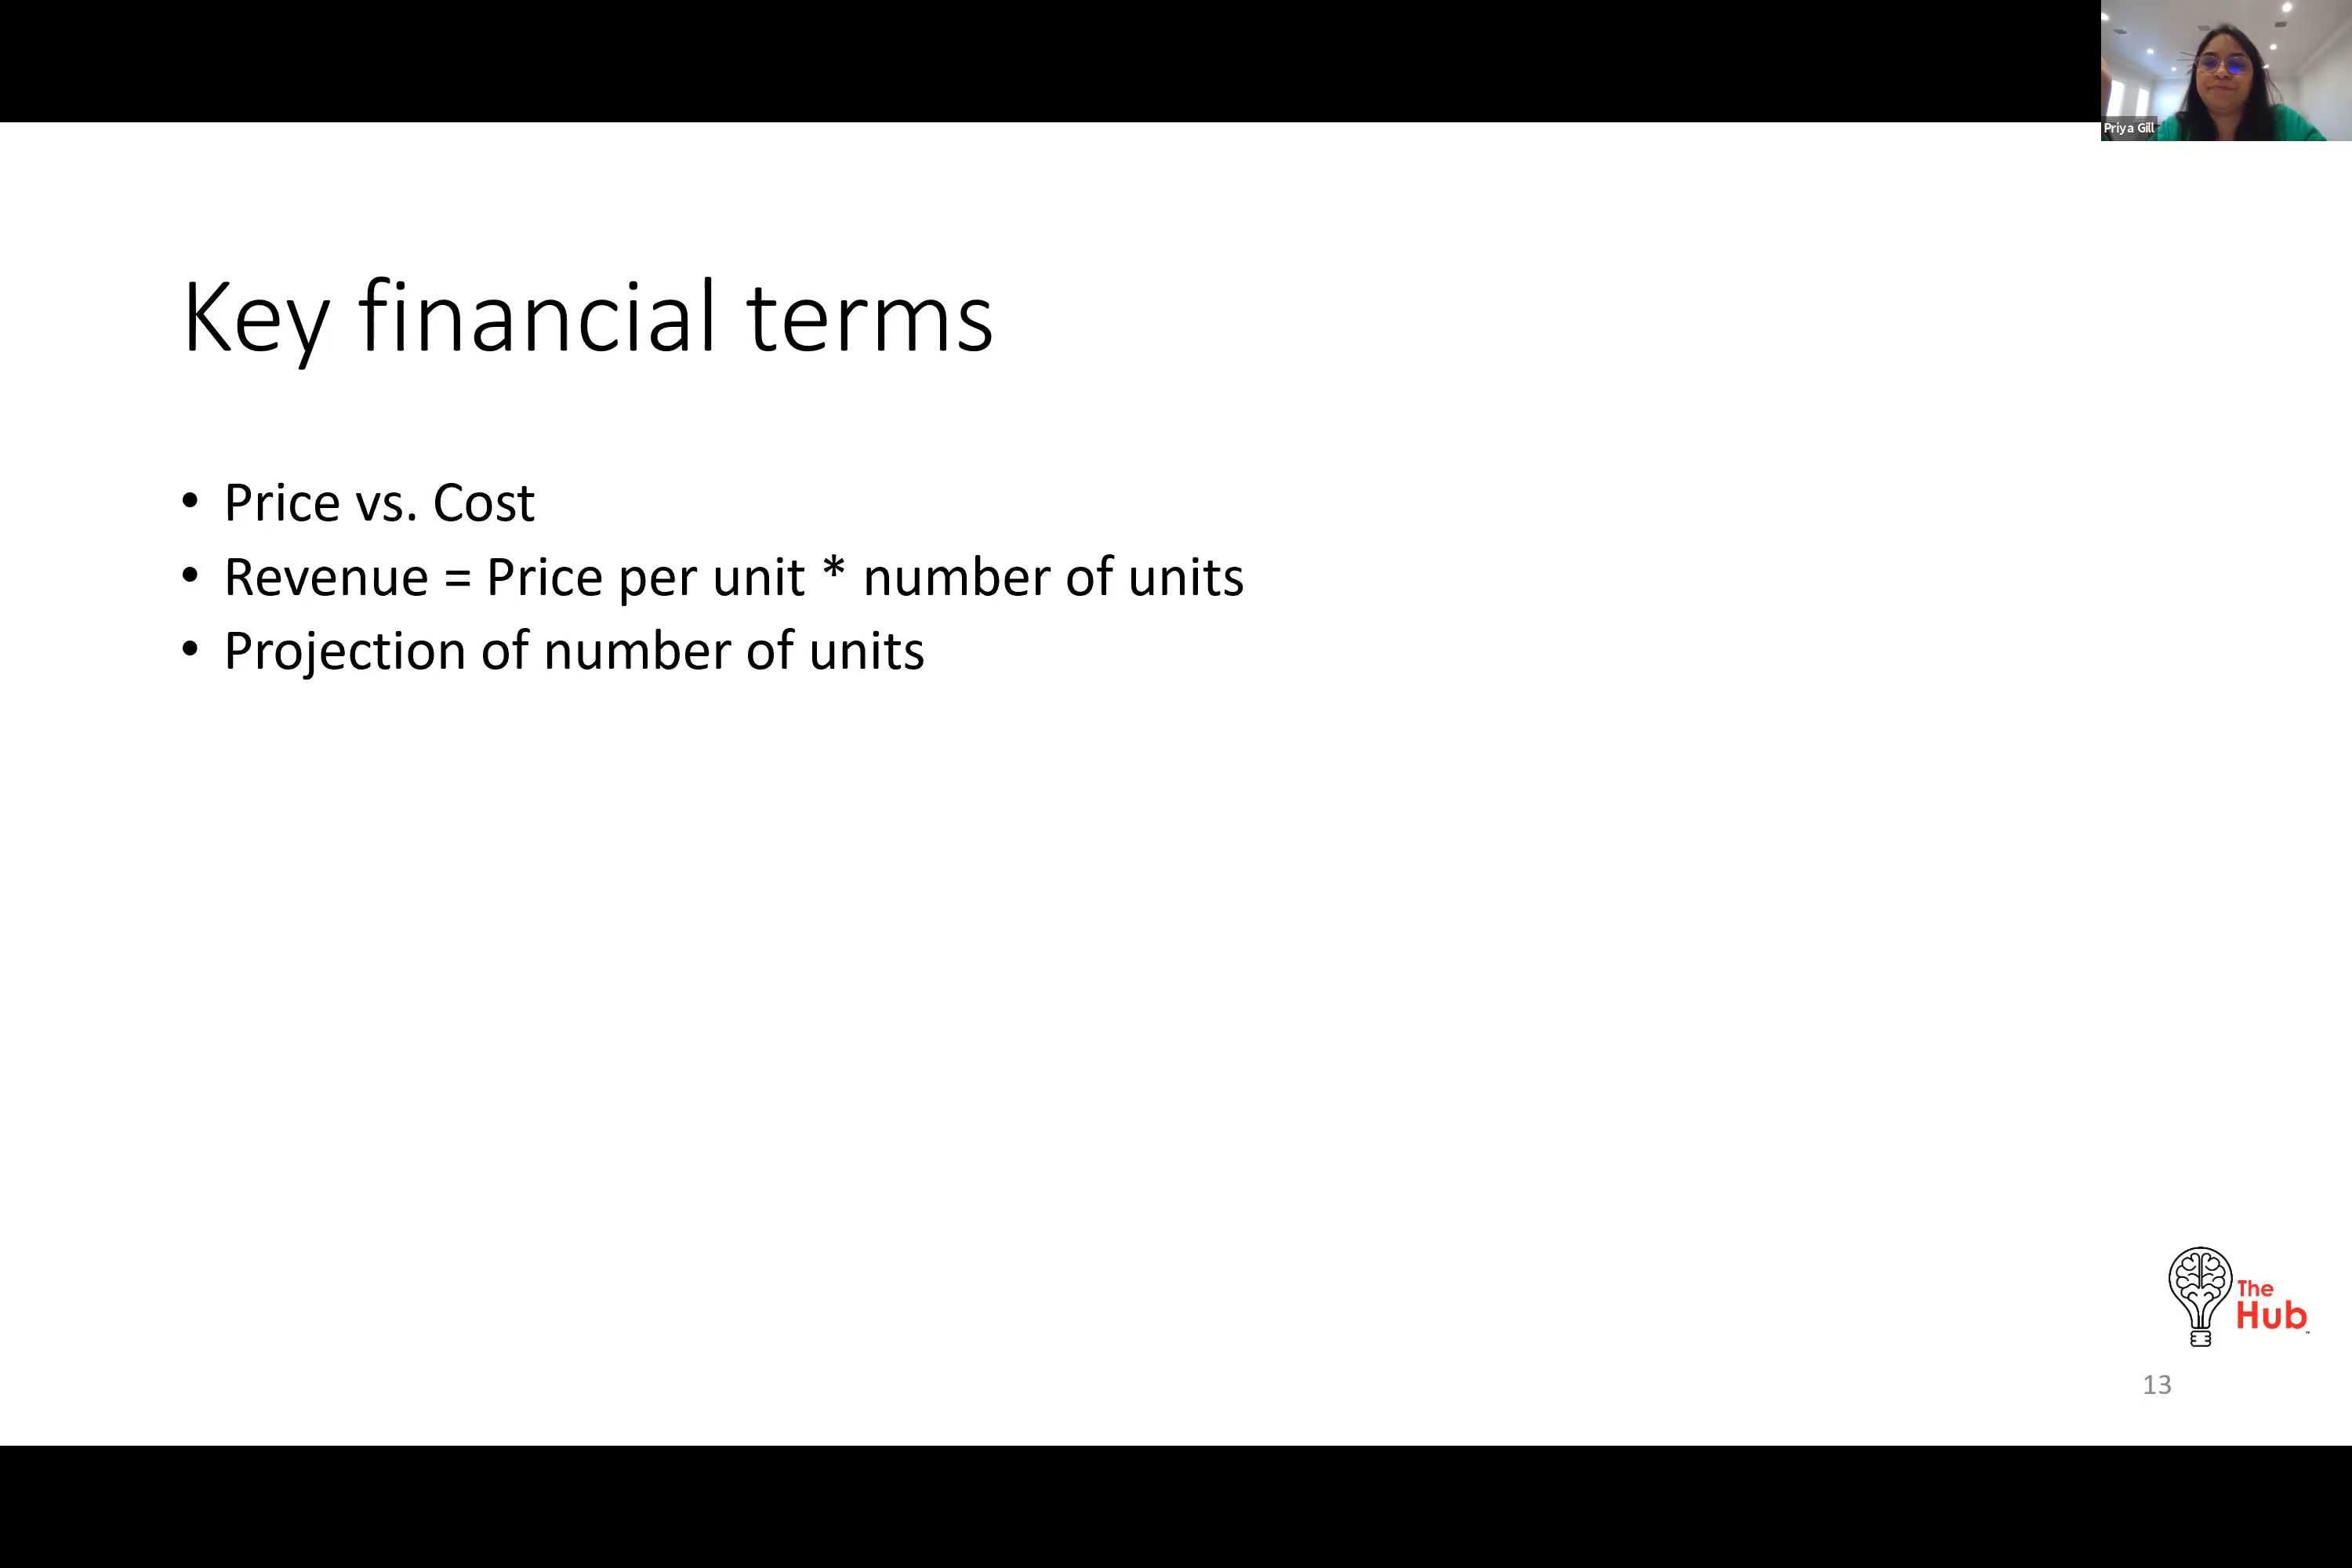 Priya Gill
Key financial terms
• Price vs. Cost
• Revenue = Price per unit * number of units
• Projection of number of units
The
Hub
13